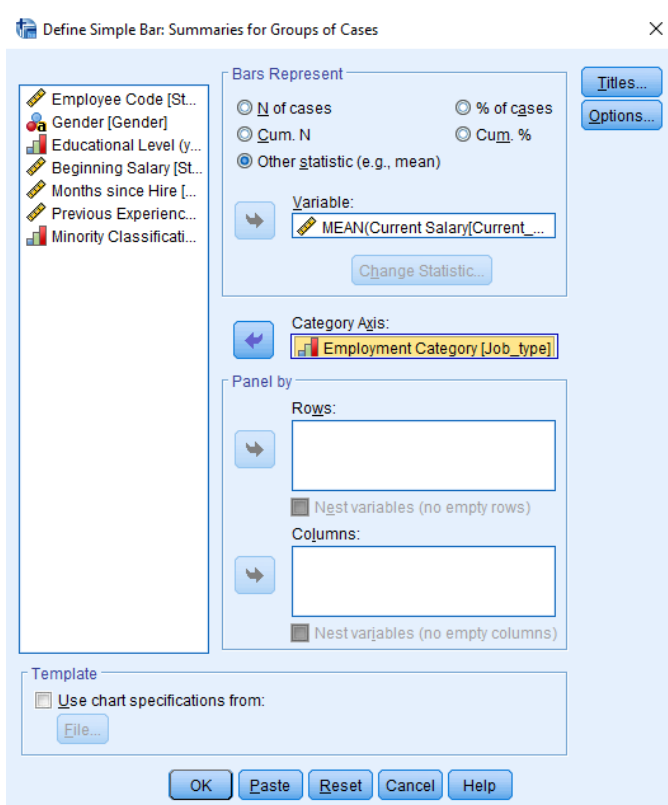 Define Simple Bar: Summaries for Groups of Cases
Employee Code [St...
Gender [Gender]
Educational Level (y...
Beginning Salary [St...
Months since Hire [...
Previous Experienc...
Minority Classificati...
Bars Represent
N of cases
% of cases
Cum. N
Cum. %
Other statistic (e.g., mean)
Variable:
MEAN(Current Salary[Current_...
Change Statistic...
Category Axis:
Employment Category [Job_type]
Panel by
Rows:
Nest variables (no empty rows)
Columns:
Nest variables (no empty columns)
Titles...
Options...
Template
Use chart specifications from:
File...
OK Paste Reset Cancel Help